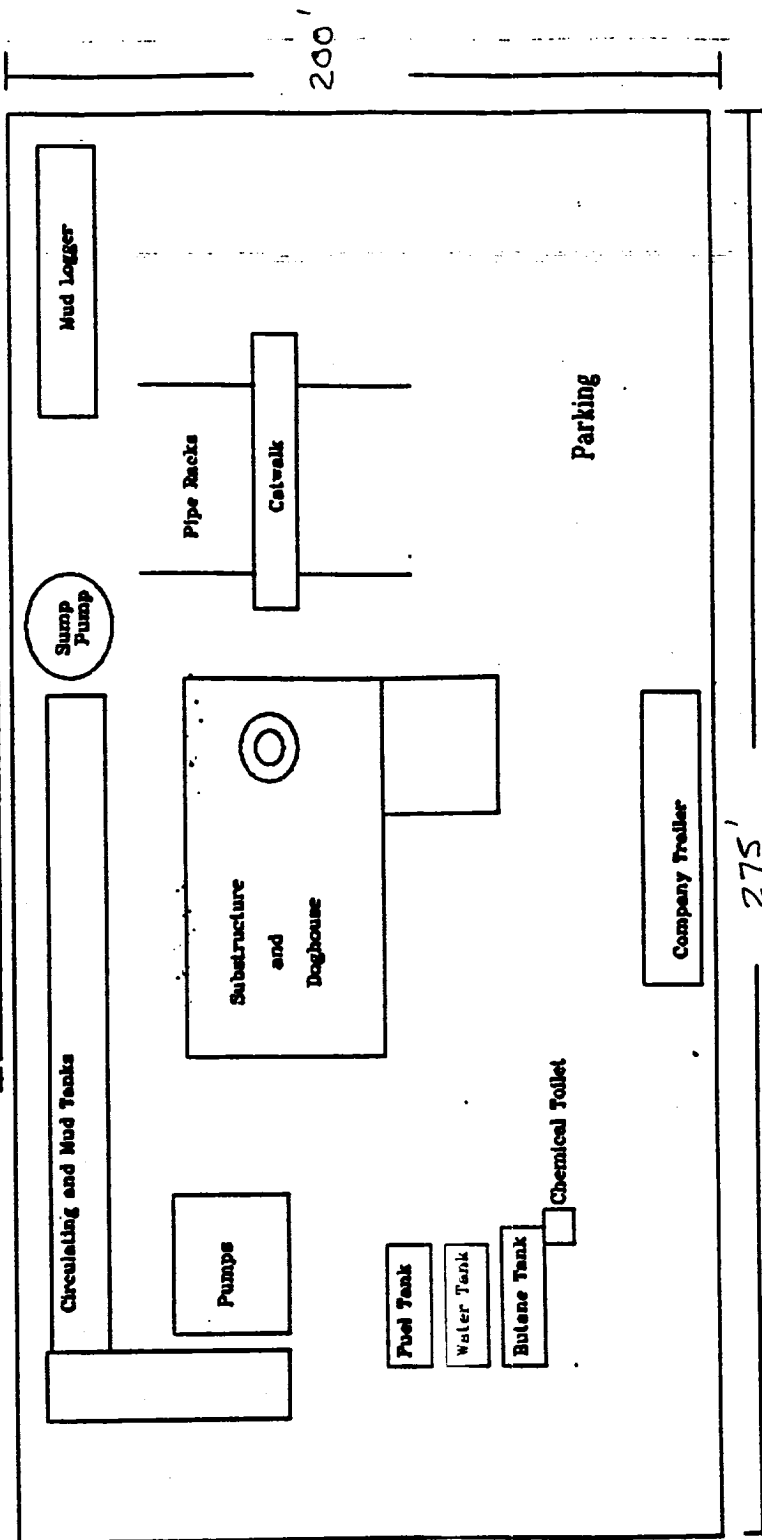 200'
Mud Logger
Sump
Pump
Pipe Racks
Catwalk
Circulating and Mud Tanks
Substructure
and
Doghouse
Parking
Pumps
Fuel Tank
Water Tank
Butane Tank
Chemical Toilet
Company Trailer
275'